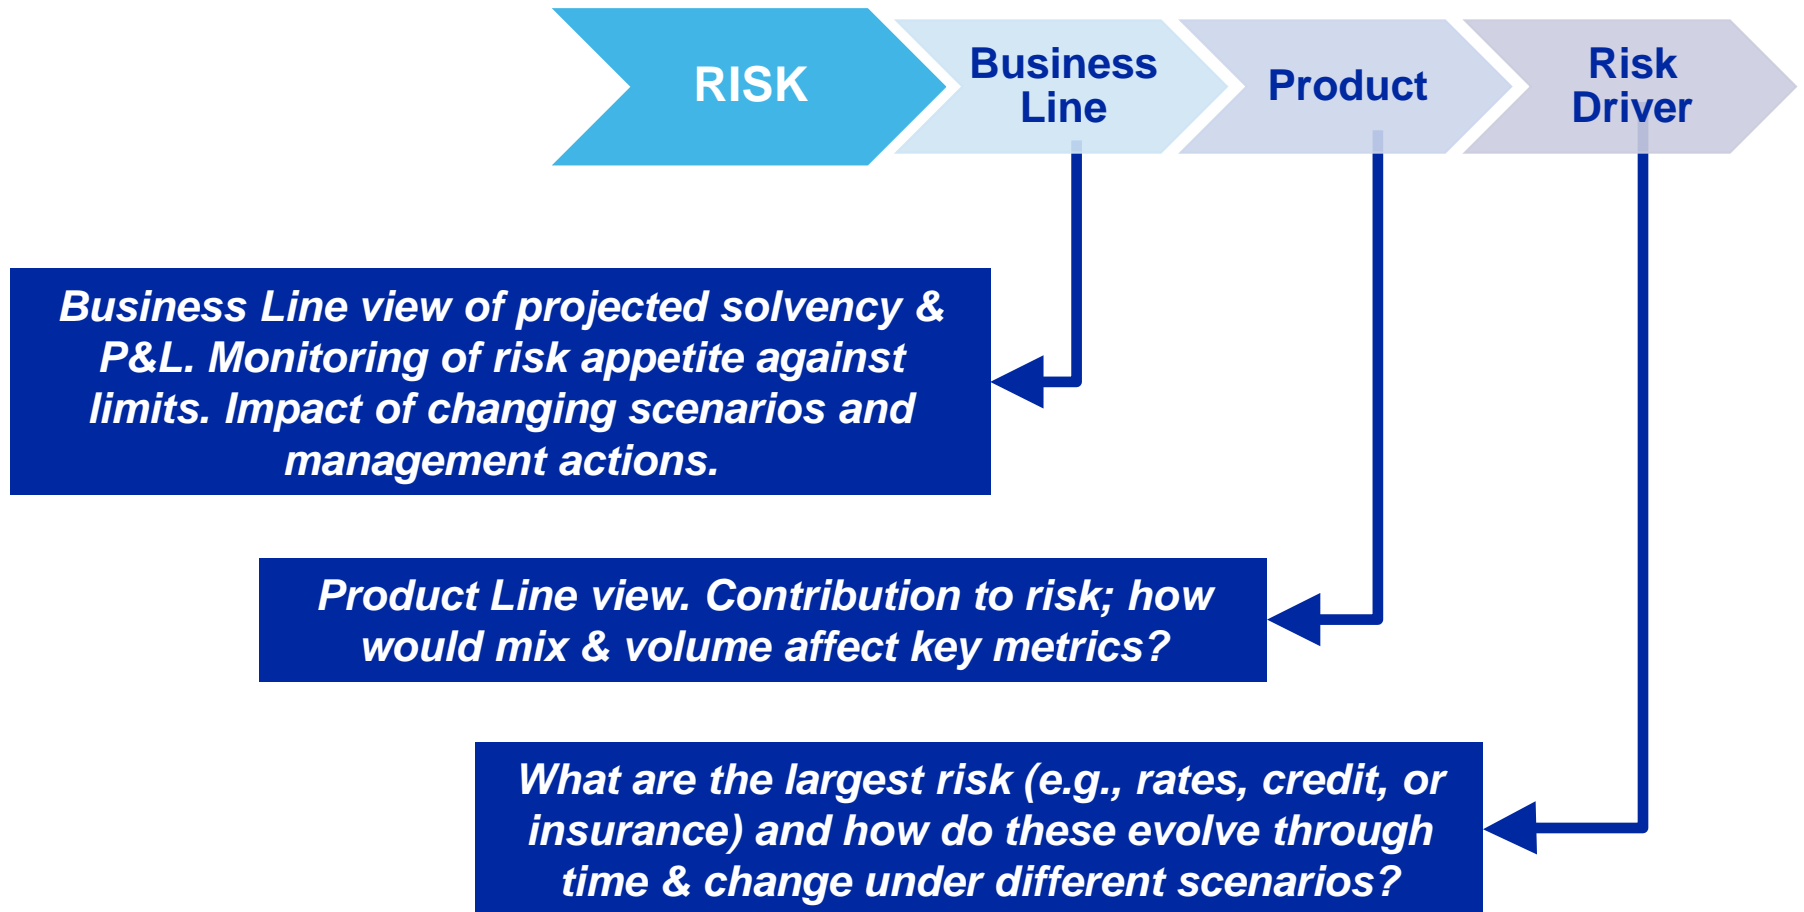 RISK
Business
Line
Product
Risk
Driver
Business Line view of projected solvency &
P&L. Monitoring of risk appetite against
limits. Impact of changing scenarios and
management actions.
Product Line view. Contribution to risk; how
would mix & volume affect key metrics?
What are the largest risk (e.g., rates, credit, or
insurance) and how do these evolve through
time & change under different scenarios?